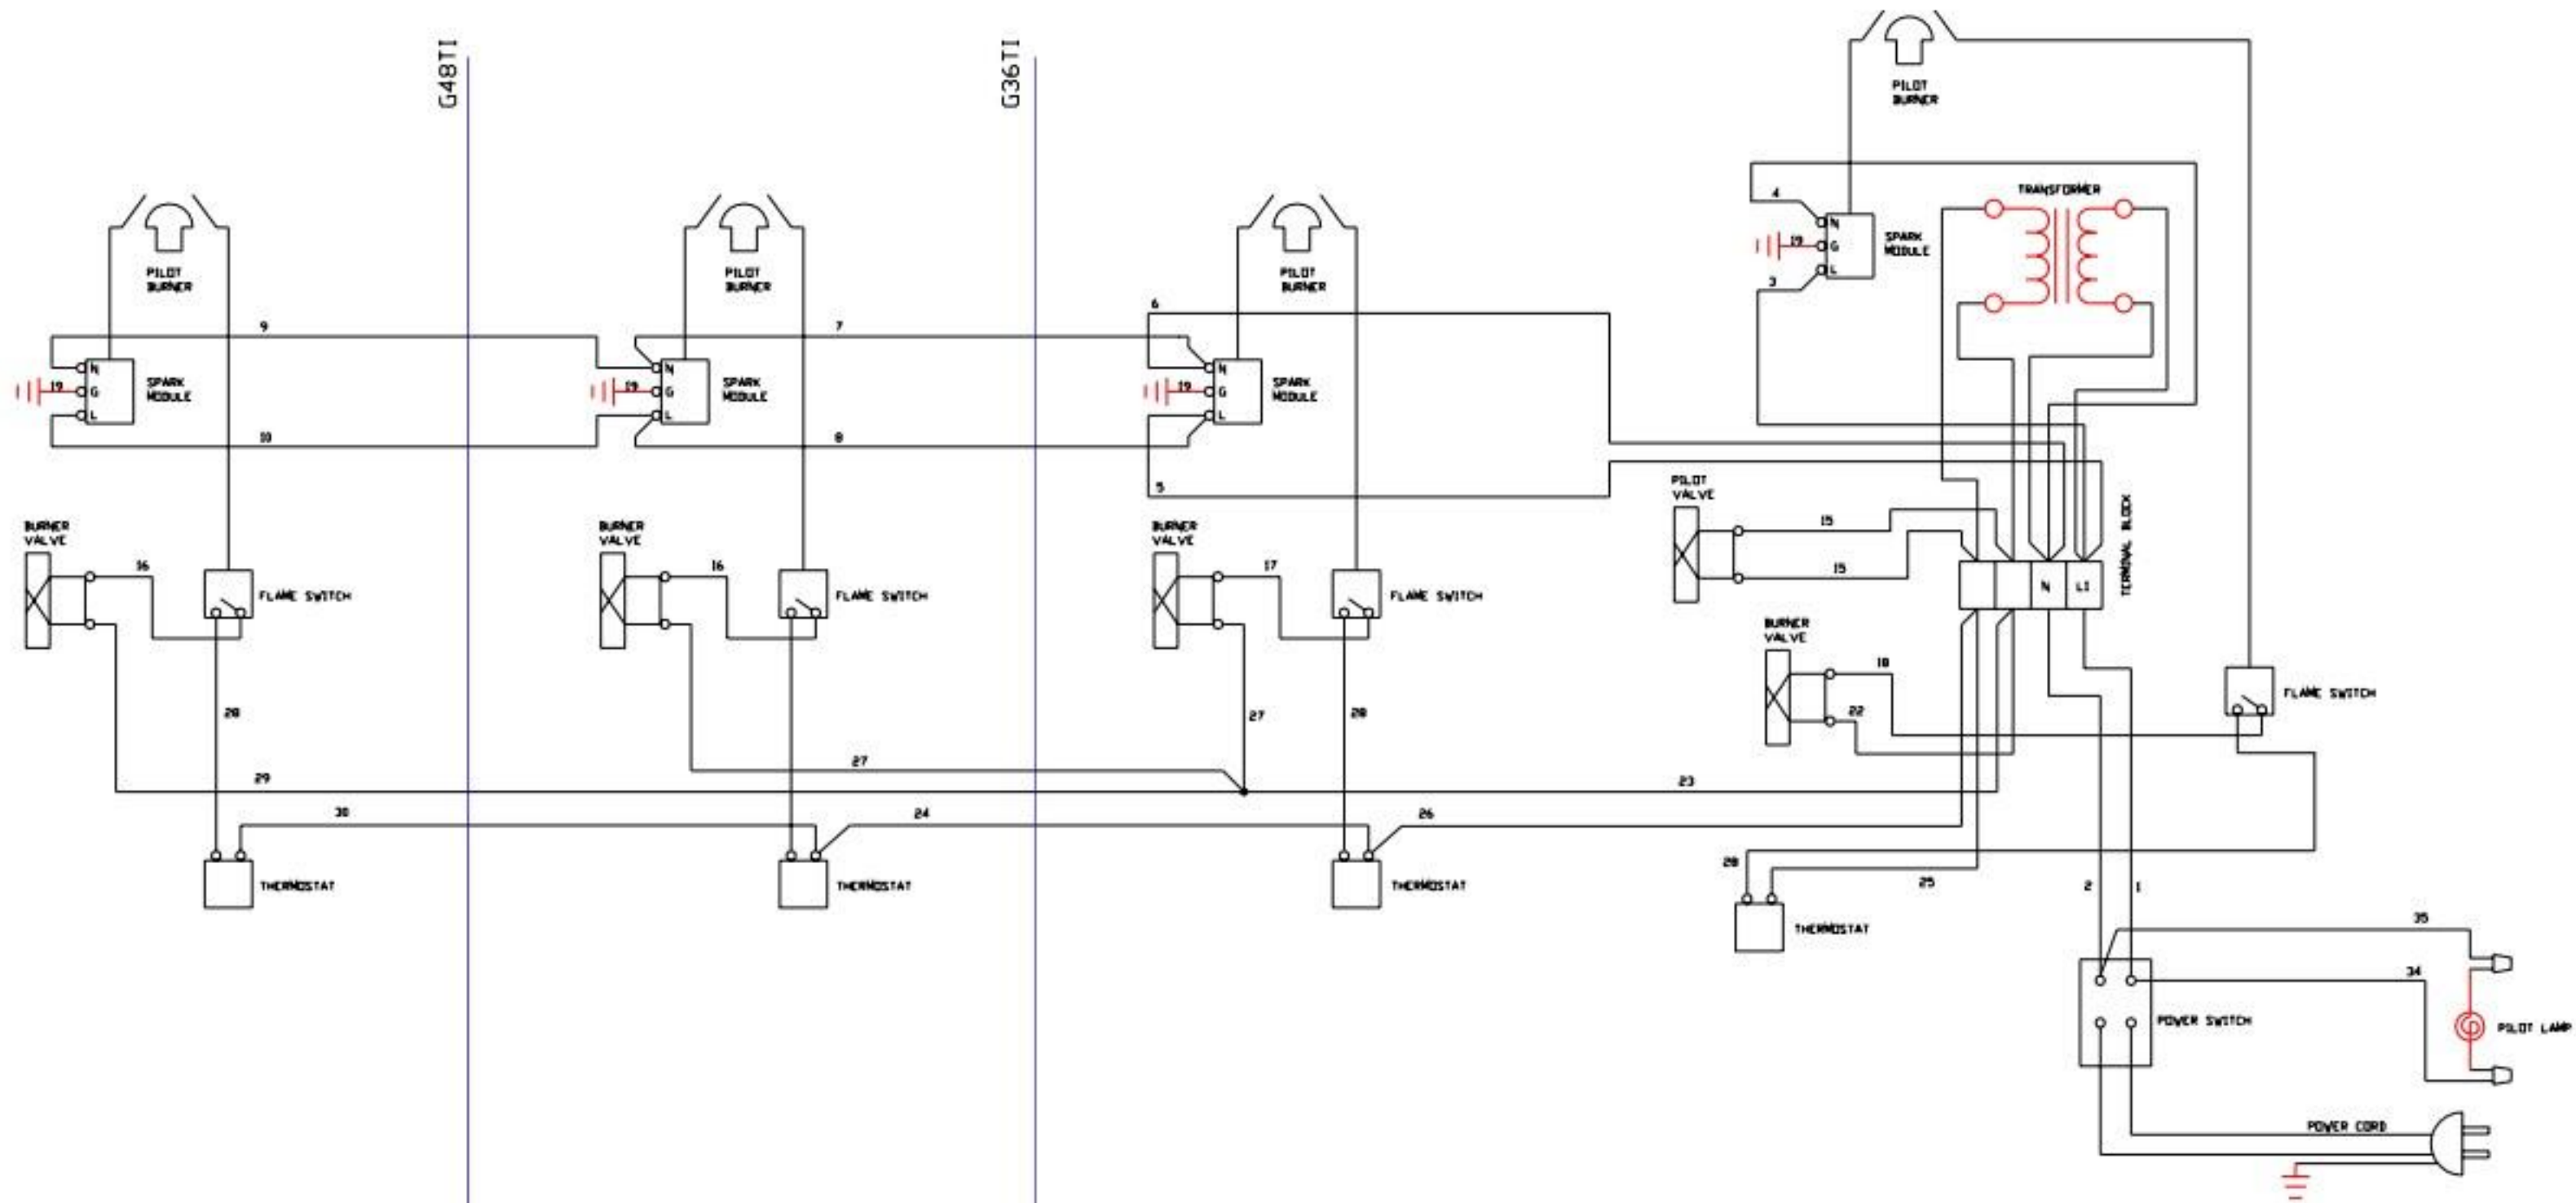 G48TI
G36TI
PILOT
BURNER
4
TRANSFORMER
N
19
G
L
SPARK
MODULE
3
PILOT
BURNER
PILOT
BURNER
PILOT
BURNER
6
9
7
N
19
G
L
SPARK
MODULE
N
19
G
L
SPARK
MODULE
N
19
G
L
SPARK
MODULE
10
8
5
PILOT
VALVE
15
15
TERMINAL BLOCK
N
L1
BURNER
VALVE
16
FLAME SWITCH
BURNER
VALVE
16
FLAME SWITCH
BURNER
VALVE
17
FLAME SWITCH
BURNER
VALVE
18
22
FLAME SWITCH
28
27
28
27
29
23
30
24
26
28
25
2
1
THERMOSTAT
THERMOSTAT
THERMOSTAT
THERMOSTAT
35
34
POWER SWITCH
PILOT LAMP
POWER CORD